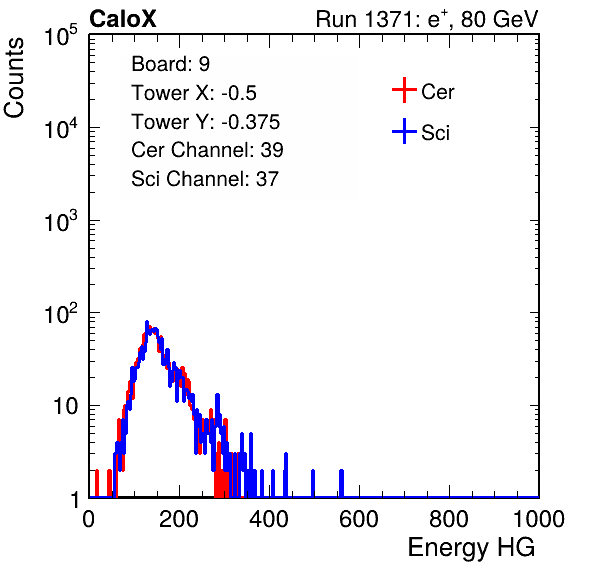 CaloX Run 1371: e⁺, 80 GeV
Counts
Board: 9
Tower X: -0.5
Tower Y: -0.375
Cer Channel: 39
Sci Channel: 37
Cer
Sci
10⁵
10⁴
10³
10²
10
1
0 200 400 600 800 1000
Energy HG